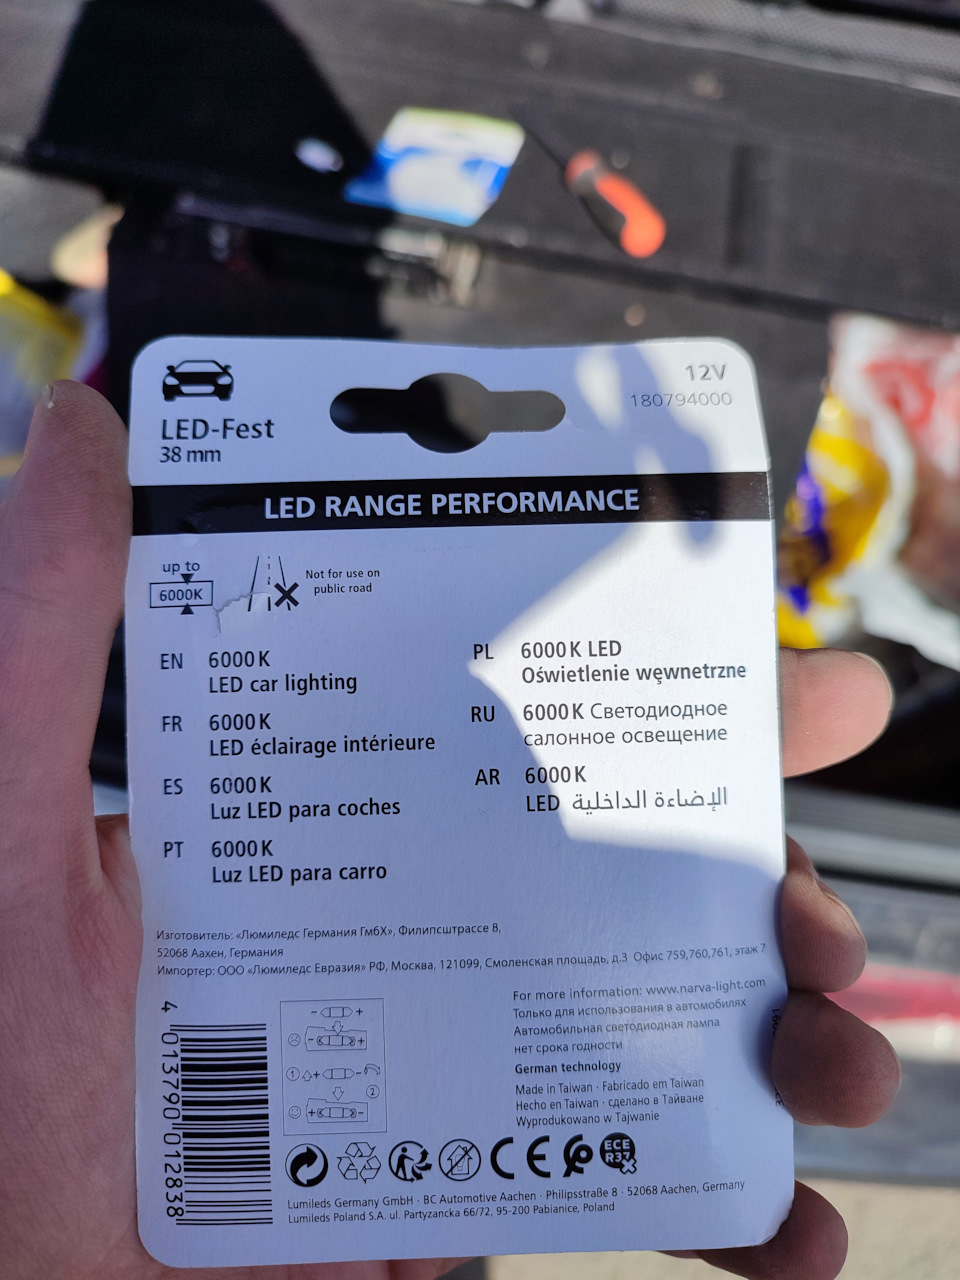 LED-Fest
38 mm
12V
180794000
LED RANGE PERFORMANCE
up to
6000K
Not for use on
public road
EN 6000K
LED car lighting
FR 6000K
LED éclairage intérieure
ES 6000K
Luz LED para coches
PT 6000K
Luz LED para carro
PL 6000K LED
Oświetlenie węwnetrzne
RU 6000K Светодиодное
салонное освещение
AR 6000K
LED الإضاءة الداخلية
Изготовитель: «Люмиледс Германия ГмбХ», Филипсштрассе 8,
52068 Аахен, Германия
Импортер: ООО «Люмиледс Евразия» РФ, Москва, 121099, Смоленская площадь, д.3 Офис 759,760,761, этаж 7
4 013790 012838
- +
- +
1 + -
2
+ -
For more information: www.narva-light.com
Только для использования в автомобилях
Автомобильная светодиодная лампа
нет срока годности
German technology
Made in Taiwan · Fabricado em Taiwan
Hecho en Taiwan · сделано в Тайване
Wyprodukowano w Tajwanie
CE
ECE
R37
Lumileds Germany GmbH · BC Automotive Aachen · Philipsstraße 8 · 52068 Aachen, Germany
Lumileds Poland S.A. ul. Partyzancka 66/72, 95-200 Pabianice, Poland